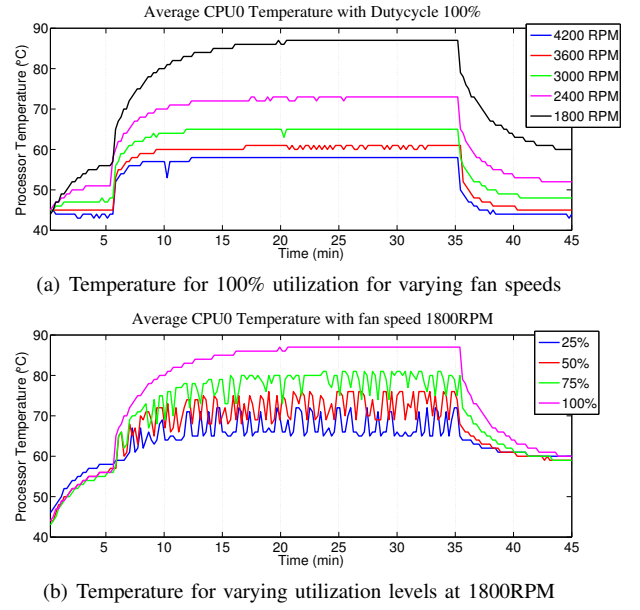 Average CPU0 Temperature with Dutycycle 100%
Processor Temperature (ºC)
90
80
70
60
50
40
5
10
15
20
25
30
35
40
45
Time (min)
4200 RPM
3600 RPM
3000 RPM
2400 RPM
1800 RPM
(a) Temperature for 100% utilization for varying fan speeds
Average CPU0 Temperature with fan speed 1800RPM
Processor Temperature (ºC)
90
80
70
60
50
40
5
10
15
20
25
30
35
40
45
Time (min)
25%
50%
75%
100%
(b) Temperature for varying utilization levels at 1800RPM